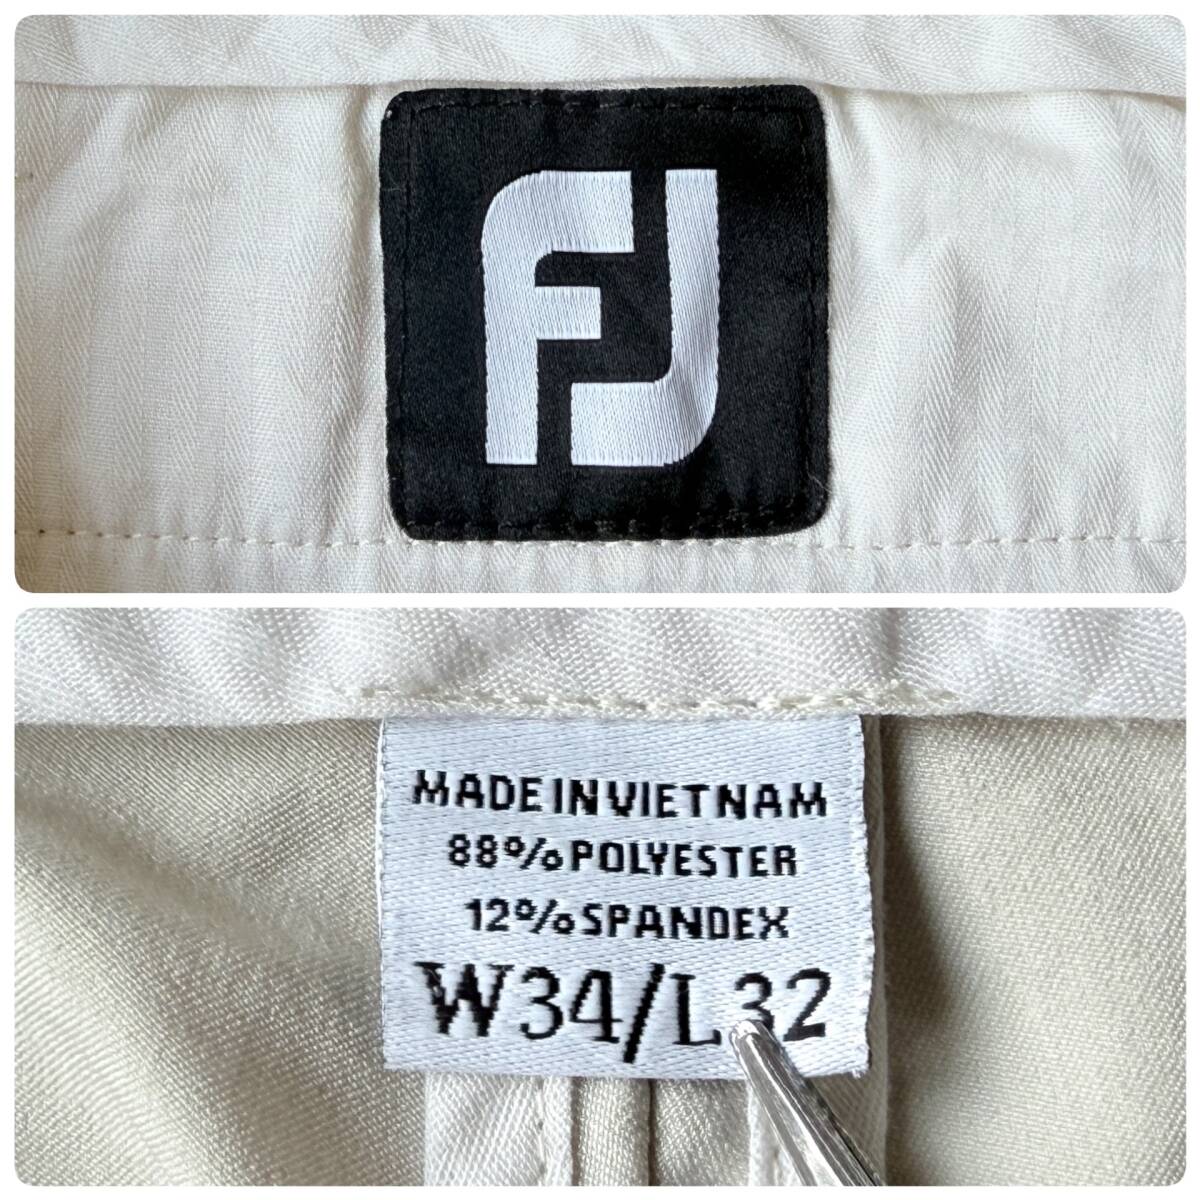 FJ
MADE IN VIETNAM
88% POLYESTER
12% SPANDEX
W34/L32